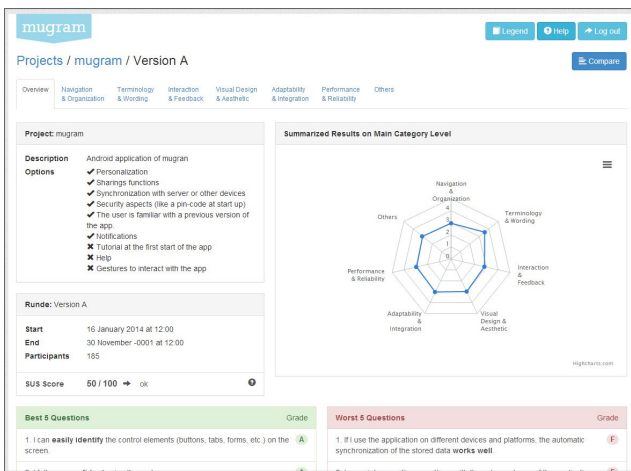 mugram
Legend
Help
Log out
Projects / mugram / Version A
Compare
Overview
Navigation
& Organization
Terminology
& Wording
Interaction
& Feedback
Visual Design
& Aesthetic
Adaptability
& Integration
Performance
& Reliability
Others
Project: mugram
Description Android application of mugran
Options ✔ Personalization
✔ Sharings functions
✔ Synchronization with server or other devices
✔ Security aspects (like a pin-code at start up)
✔ The user is familiar with a previous version of
the app.
✔ Notifications
✖ Tutorial at the first start of the app
✖ Help
✖ Gestures to interact with the app
Runde: Version A
Start 16 January 2014 at 12:00
End 30 November -0001 at 12:00
Participants 185
SUS Score 50 / 100 ➔ ok
Summarized Results on Main Category Level
Navigation
&
Organization
Terminology
& Wording
Interaction
&
Feedback
Visual
Design &
Aesthetic
Adaptability
&
Integration
Performance
& Reliability
Others
4
3
2
1
0
Highcharts.com
Best 5 Questions Grade
1. I can easily identify the control elements (buttons, tabs, forms, etc.) on the A
screen.
Worst 5 Questions Grade
1. If I use the application on different devices and platforms, the automatic F
synchronization of the stored data works well.